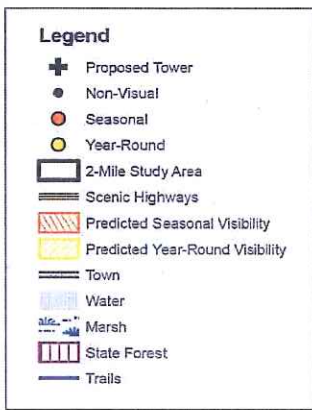 Legend
Proposed Tower
Non-Visual
Seasonal
Year-Round
2-Mile Study Area
Scenic Highways
Predicted Seasonal Visibility
Predicted Year-Round Visibility
Town
Water
Marsh
State Forest
Trails